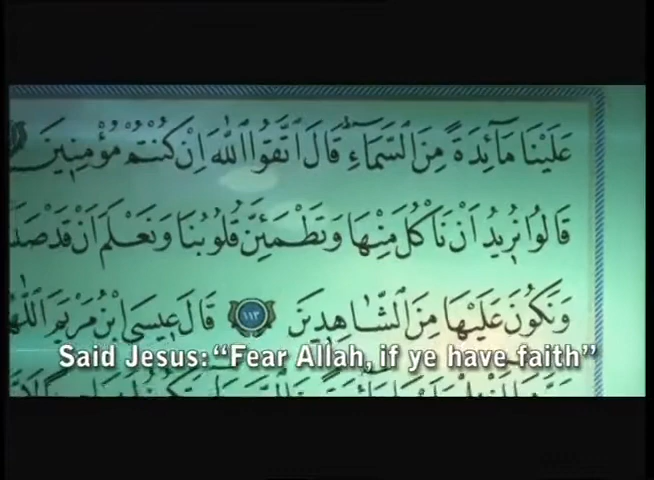 عَلَيْنَا مَآئِدَةً مِّنَ السَّمَآءِ قَالَ اتَّقُوا اللّٰهَ اِنْ كُنْتُمْ مُؤْمِنِينَ
قَالُوا نُرِيدُ اَنْ نَأْكُلَ مِنْهَا وَتَطْمَئِنَّ قُلُوبُنَا وَنَعْلَمَ اَنْ قَدْ
وَنَكُونَ عَلَيْهَا مِنَ الشَّاهِدِينَ ١١٣ قَالَ عِيسَى ابْنُ مَرْيَمَ اللّٰهُمَّ
Said Jesus: “Fear Allah, if ye have faith”